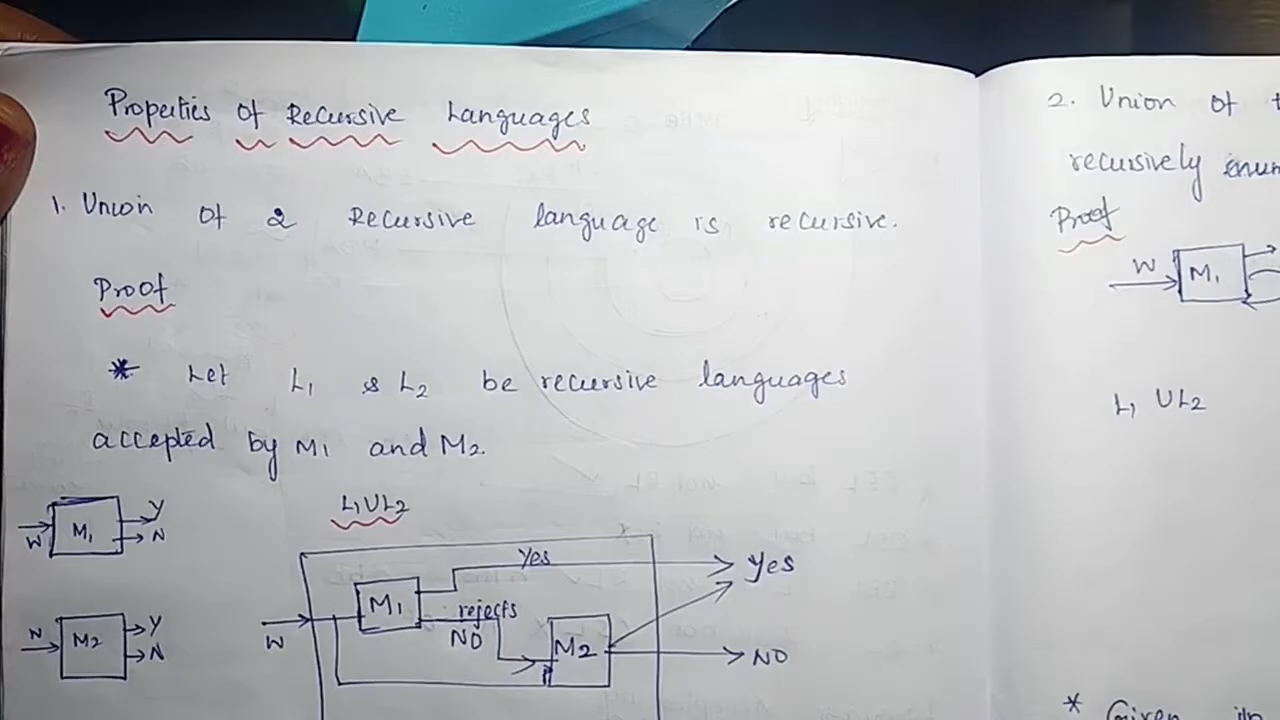 Properties of Recursive Languages
1. Union of 2 Recursive language is recursive.
Proof
* Let L1 & L2 be recursive languages
accepted by M1 and M2.
W M1 Y N
L1UL2
W M1 Yes Yes
rejects
NO M2 NO
W M2 Y N
2. Union of
recursively
Proof
W M1
L1 UL2
* Given